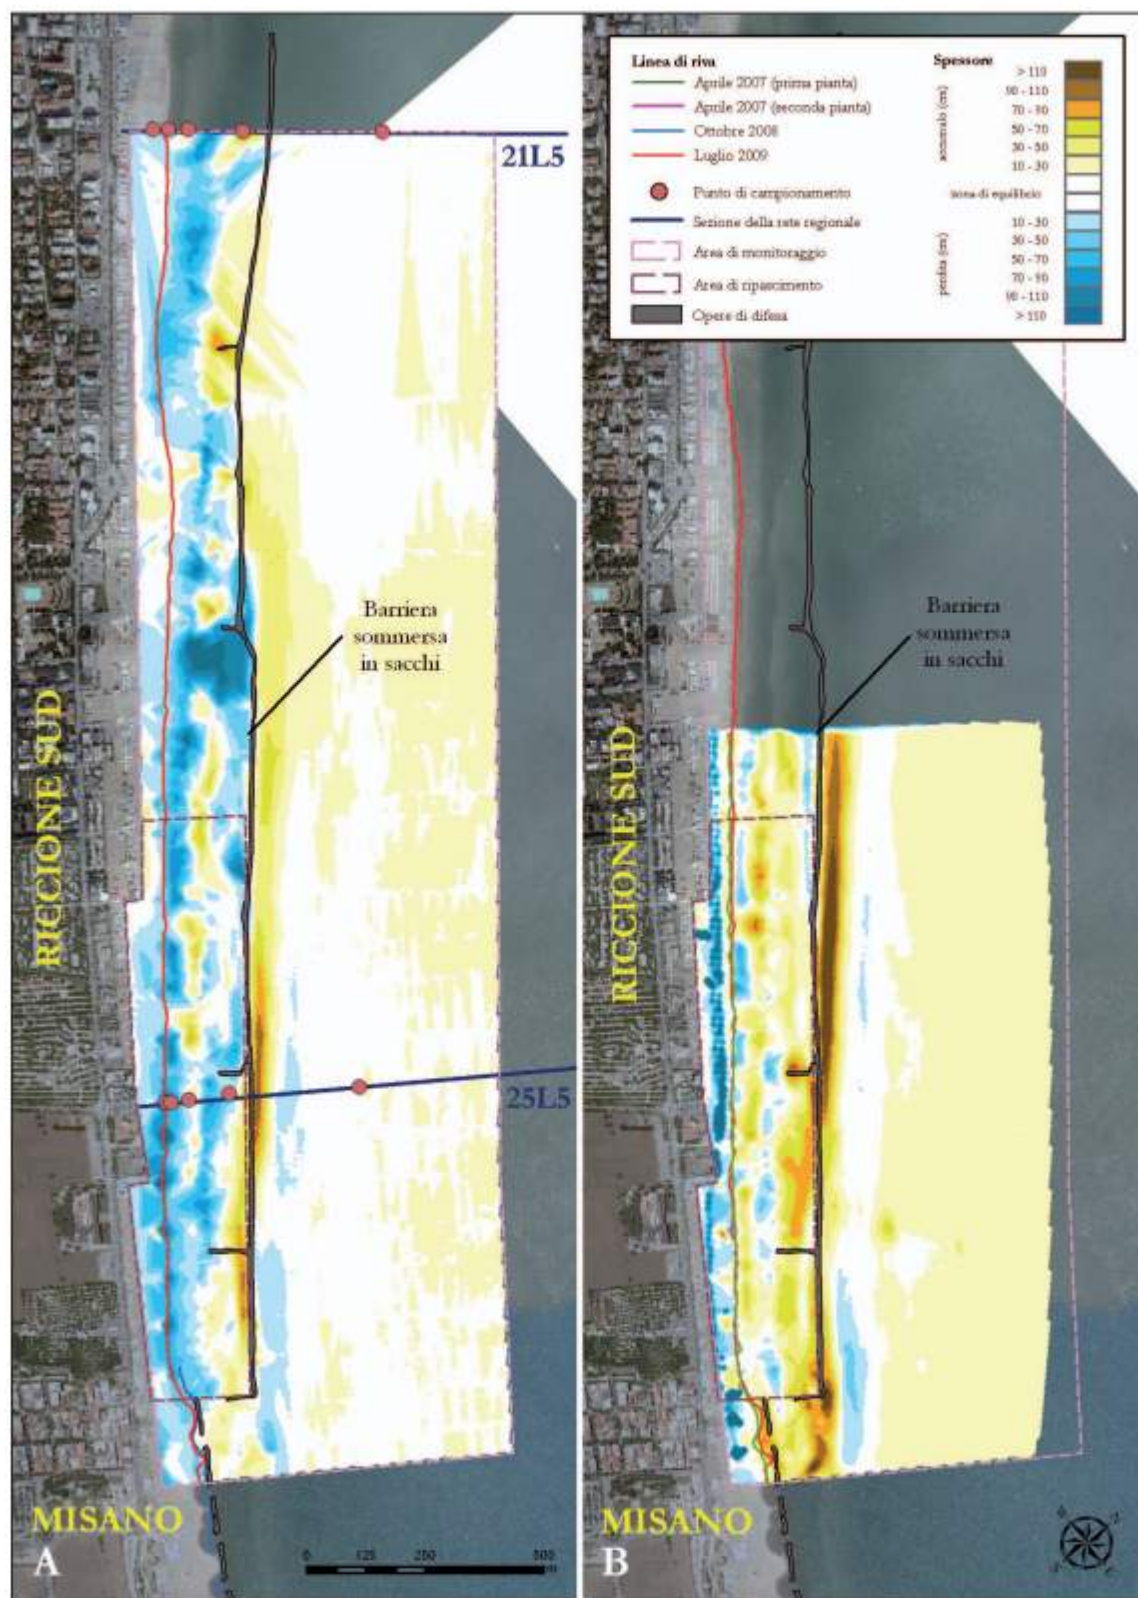 21L5
Barriera
sommersa
in sacchi
RICCIONE SUD
25L5
MISANO
A
0 125 250 500
m
Linea di riva
Aprile 2007 (prima pianta)
Aprile 2007 (seconda pianta)
Ottobre 2008
Luglio 2009
Punto di campionamento
Sezione della rete regionale
Area di monitoraggio
Area di ripascimento
Opere di difesa
Spessore
accumulo (cm)
> 110
90 - 110
70 - 90
50 - 70
30 - 50
10 - 30
zona di equilibrio
perdita (cm)
10 - 30
30 - 50
50 - 70
70 - 90
90 - 110
> 110
Barriera
sommersa
in sacchi
RICCIONE SUD
MISANO
B